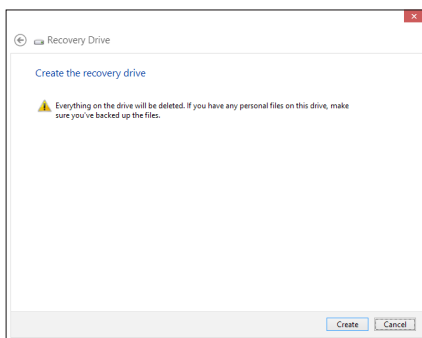 Recovery Drive
Create the recovery drive
Everything on the drive will be deleted. If you have any personal files on this drive, make
sure you've backed up the files.
Create Cancel